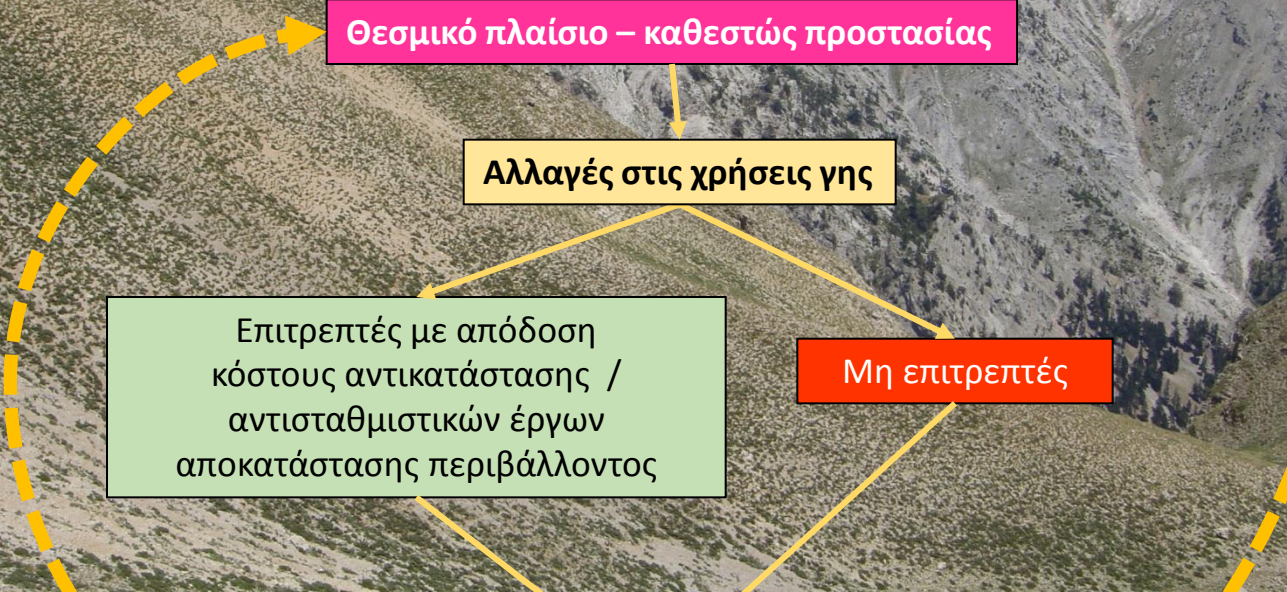 Θεσμικό πλαίσιο – καθεστώς προστασίας
Αλλαγές στις χρήσεις γης
Επιτρεπτές με απόδοση
κόστους αντικατάστασης /
αντισταθμιστικών έργων
αποκατάστασης περιβάλλοντος
Μη επιτρεπτές